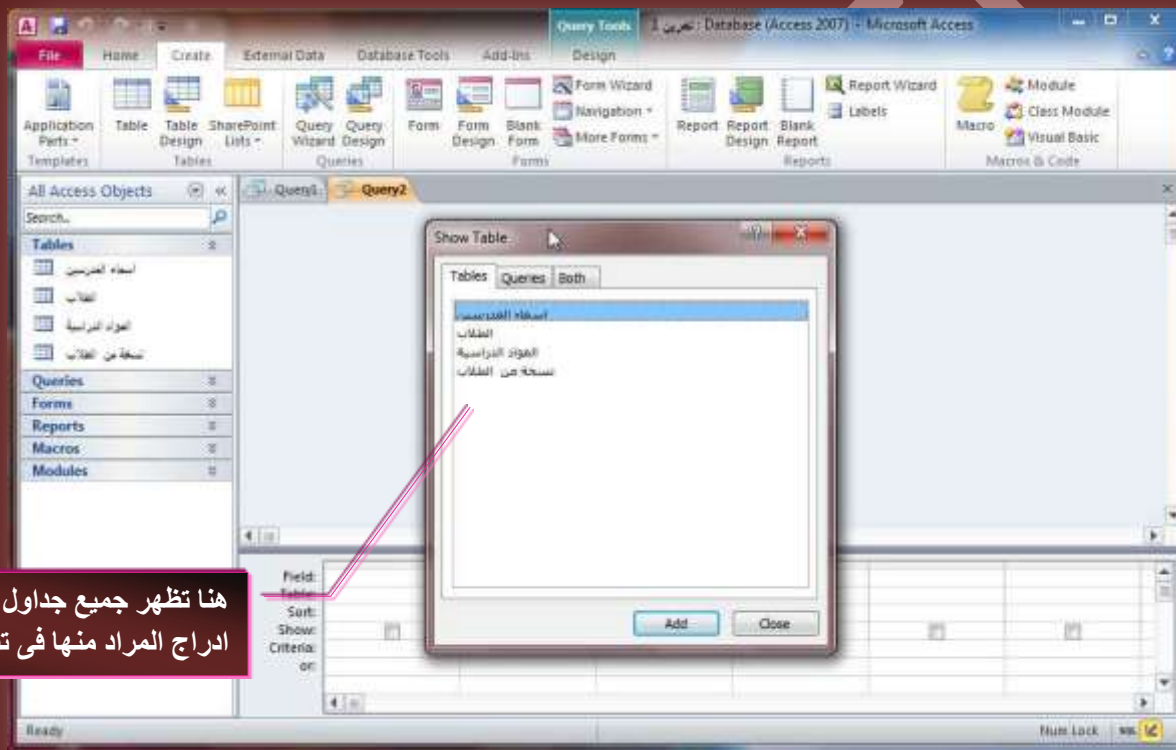 Query Tools
تمرين 1 : Database (Access 2007) - Microsoft Access
File Home Create External Data Database Tools Add-Ins Design
Application Parts
Table
Table Design
SharePoint Lists
Query Wizard
Query Design
Form
Form Design
Blank Form
Form Wizard
Navigation
More Forms
Report
Report Design
Blank Report
Report Wizard
Labels
Macro
Module
Class Module
Visual Basic
Templates Tables Queries Forms Reports Macros & Code
All Access Objects
Search..
Tables
اسماء المدرسين
الطلاب
المواد الدراسية
نسخة من الطلاب
Queries
Forms
Reports
Macros
Modules
Query1 Query2
Show Table
Tables Queries Both
اسماء المدرسين
الطلاب
المواد الدراسية
نسخة من الطلاب
Add Close
Field:
Table:
Sort:
Show:
Criteria:
or:
هنا تظهر جميع جداول
ادراج المراد منها فى
Ready
Num Lock SQL